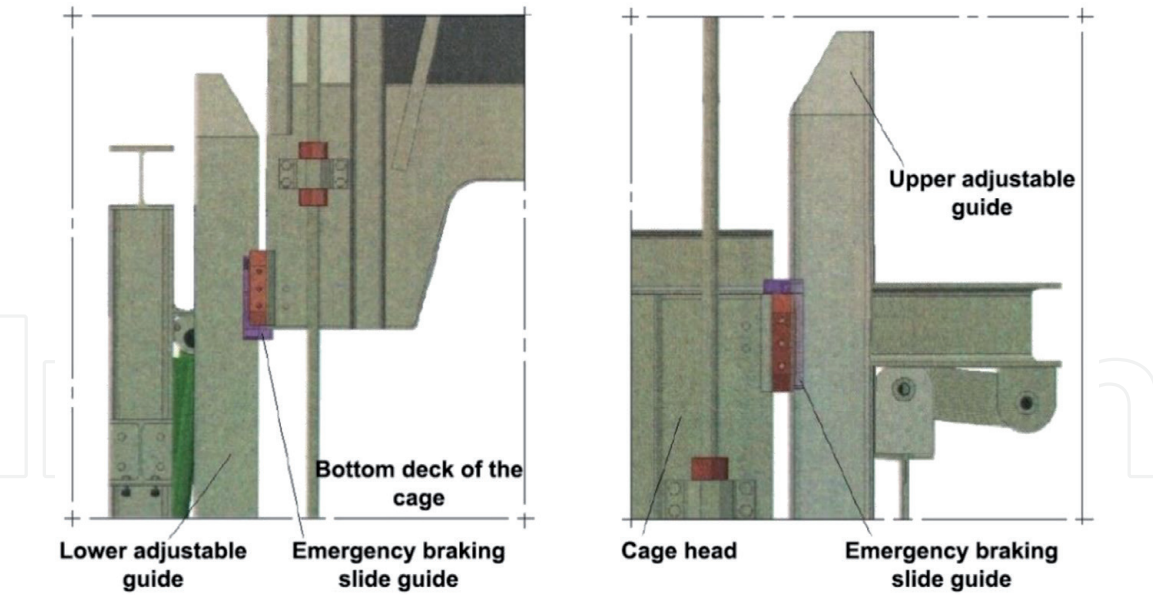 Upper adjustable
guide
Bottom deck of the
cage
Lower adjustable
guide
Emergency braking
slide guide
Cage head
Emergency braking
slide guide